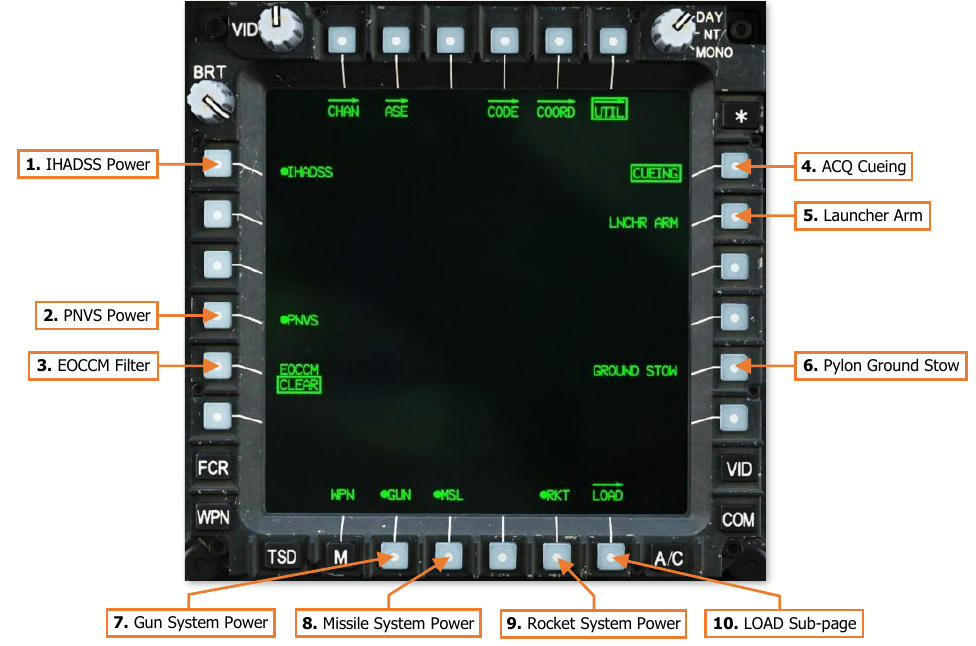 VID
DAY
NT
MONO
BRT
CHAN ASE CODE COORD UTIL
*
1. IHADSS Power
IHADSS
CUEING
4. ACQ Cueing
LNCHR ARM
5. Launcher Arm
2. PNVS Power
PNVS
3. EOCCM Filter
EOCCM
CLEAR
GROUND STOW
6. Pylon Ground Stow
FCR
VID
WPN GUN MSL RKT LOAD
WPN
COM
TSD M A/C
7. Gun System Power
8. Missile System Power
9. Rocket System Power
10. LOAD Sub-page